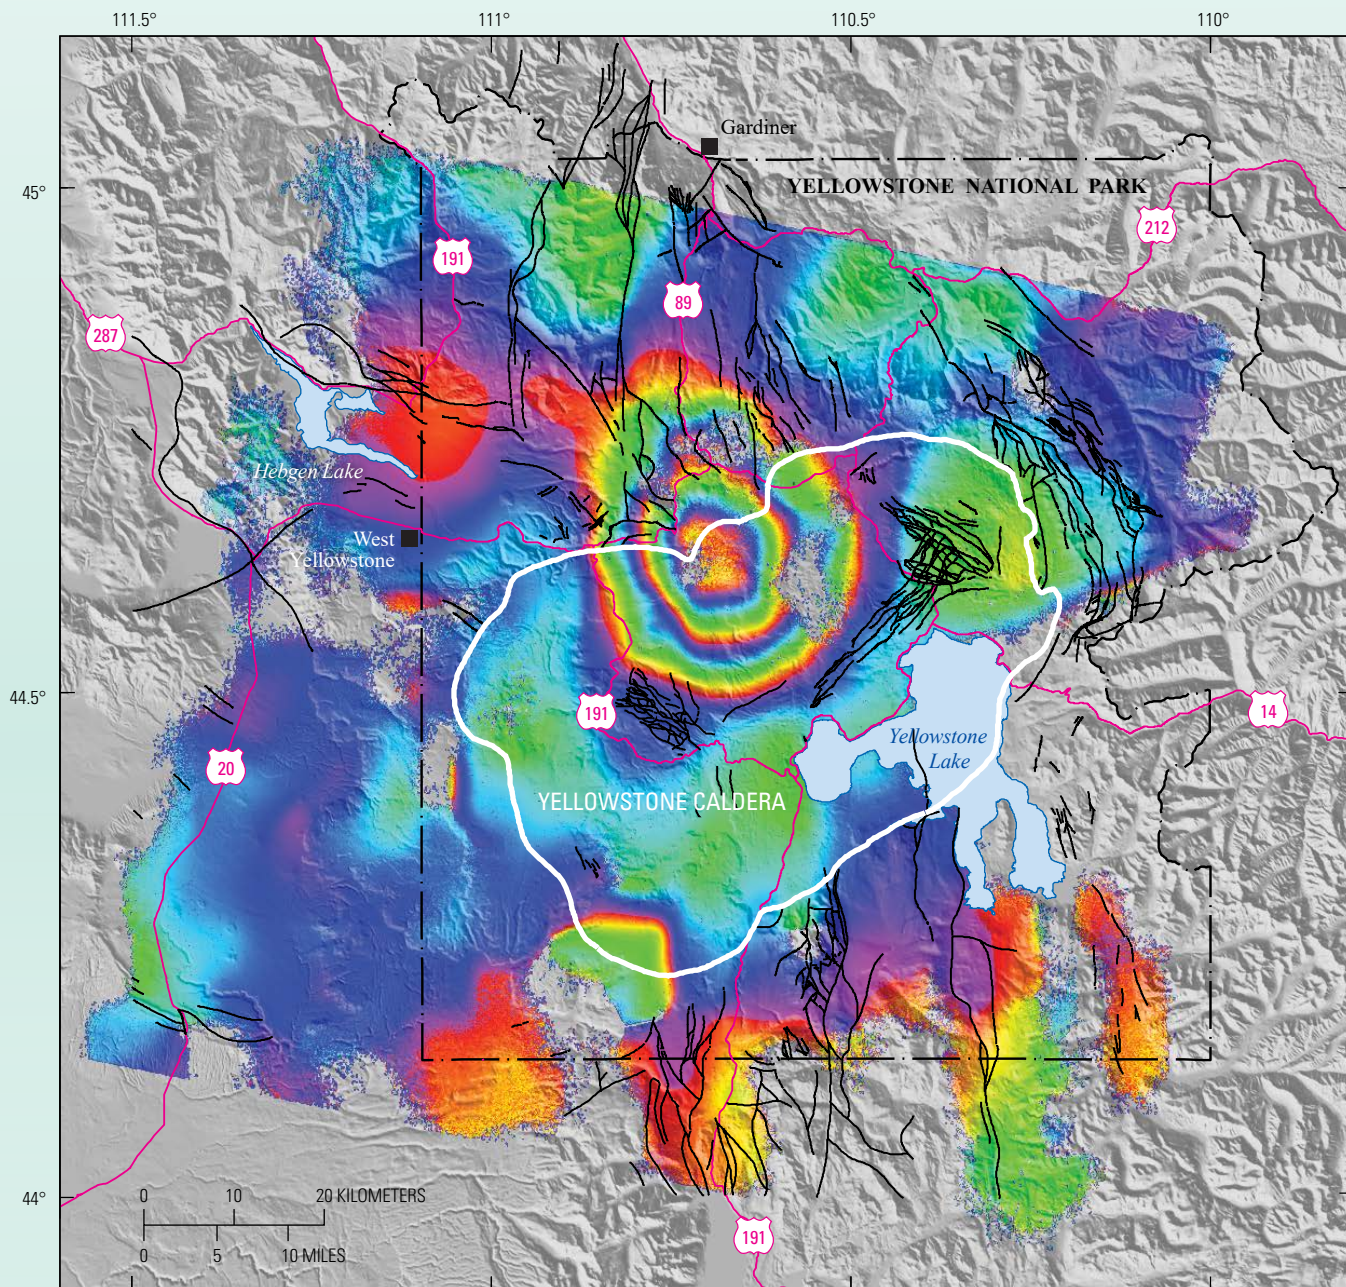 111.5°
111°
110.5°
110°
Gardiner
45°
YELLOWSTONE NATIONAL PARK
212
191
89
287
Hebgen Lake
West
Yellowstone
44.5°
191
14
Yellowstone
Lake
20
YELLOWSTONE CALDERA
44°
0 10 20 KILOMETERS
0 5 10 MILES
191